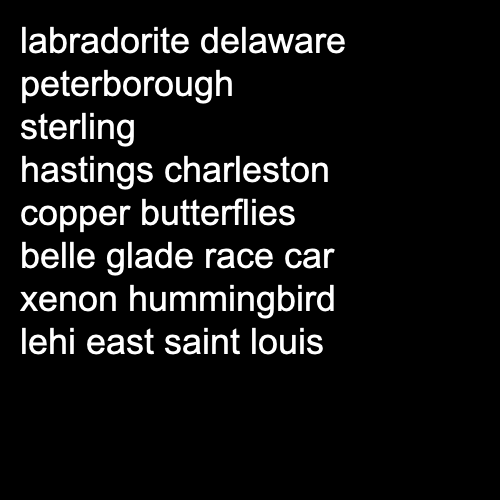 labradorite delaware
peterborough
sterling
hastings charleston
copper butterflies
belle glade race car
xenon hummingbird
lehi east saint louis